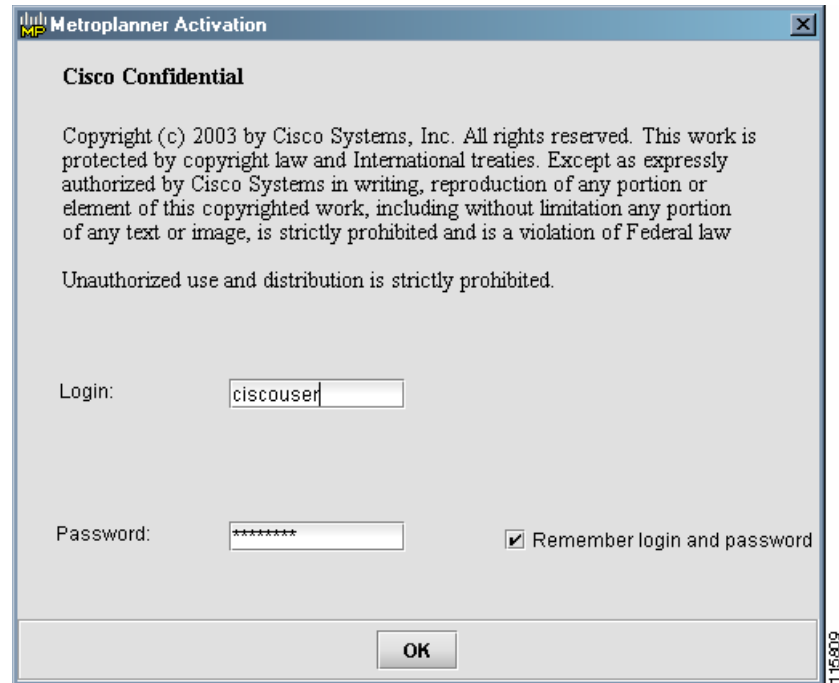 MP Metroplanner Activation
Cisco Confidential
Copyright (c) 2003 by Cisco Systems, Inc. All rights reserved. This work is
protected by copyright law and International treaties. Except as expressly
authorized by Cisco Systems in writing, reproduction of any portion or
element of this copyrighted work, including without limitation any portion
of any text or image, is strictly prohibited and is a violation of Federal law
Unauthorized use and distribution is strictly prohibited.
Login: ciscouser
Password: ********
Remember login and password
OK
115809